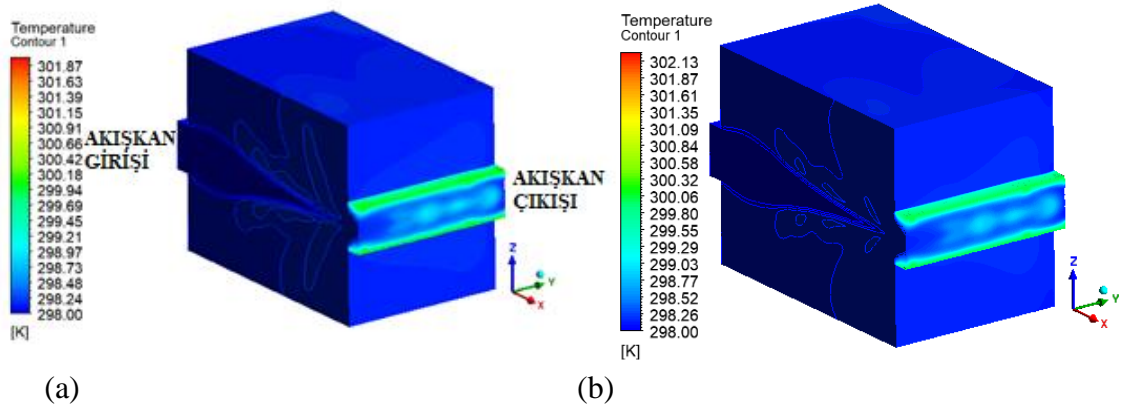 Temperature
Contour 1
301.87
301.63
301.39
301.15
300.91
300.66
300.42
300.18
299.94
299.69
299.45
299.21
298.97
298.73
298.48
298.24
298.00
[K]
AKIŞKAN
GİRİŞİ
AKIŞKAN
ÇIKIŞI
Z
Y
X
(a)
Temperature
Contour 1
302.13
301.87
301.61
301.35
301.09
300.84
300.58
300.32
300.06
299.80
299.55
299.29
299.03
298.77
298.52
298.26
298.00
[K]
Z
Y
X
(b)